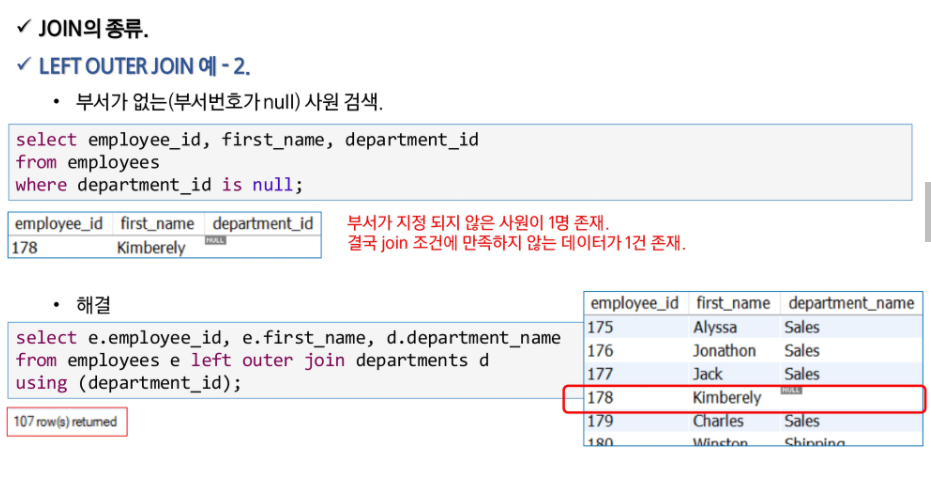 ✓ JOIN의 종류.
✓ LEFT OUTER JOIN 예 - 2.
• 부서가 없는(부서번호가 null) 사원 검색.
select employee_id, first_name, department_id
from employees
where department_id is null;
employee_id first_name department_id
178 Kimberely NULL
부서가 지정 되지 않은 사원이 1명 존재.
결국 join 조건에 만족하지 않는 데이터가 1건 존재.
• 해결
select e.employee_id, e.first_name, d.department_name
from employees e left outer join departments d
using (department_id);
107 row(s) returned
employee_id first_name department_name
175 Alyssa Sales
176 Jonathon Sales
177 Jack Sales
178 Kimberely NULL
179 Charles Sales
180 Winston Shipping